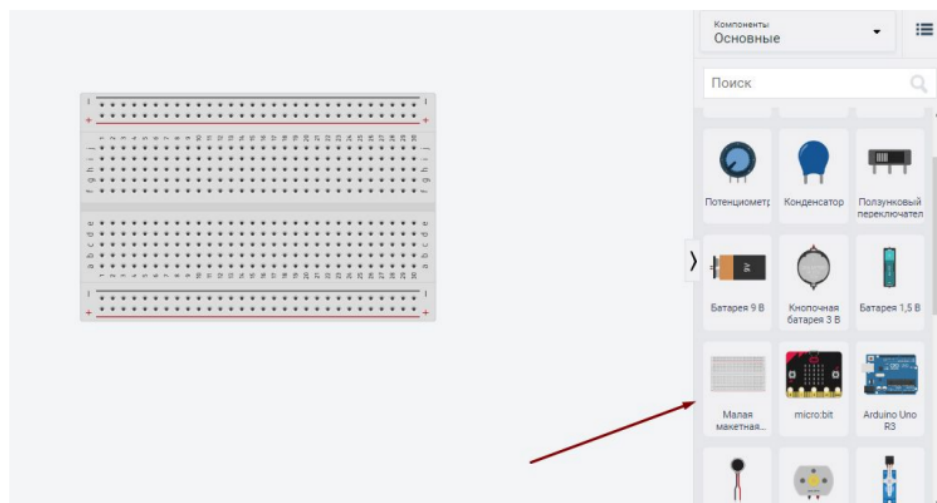 Компоненты
Основные
Поиск
Потенциометр
Конденсатор
Ползунковый
переключател
Батарея 9 В
Кнопочная
батарея 3 В
Батарея 1,5 В
Малая
макетная...
micro:bit
Arduino Uno
R3